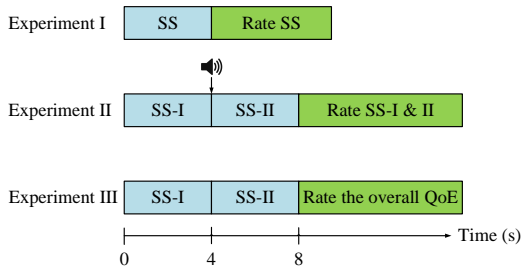 Experiment I
SS
Rate SS
Experiment II
SS-I
SS-II
Rate SS-I & II
Experiment III
SS-I
SS-II
Rate the overall QoE
Time (s)
0
4
8